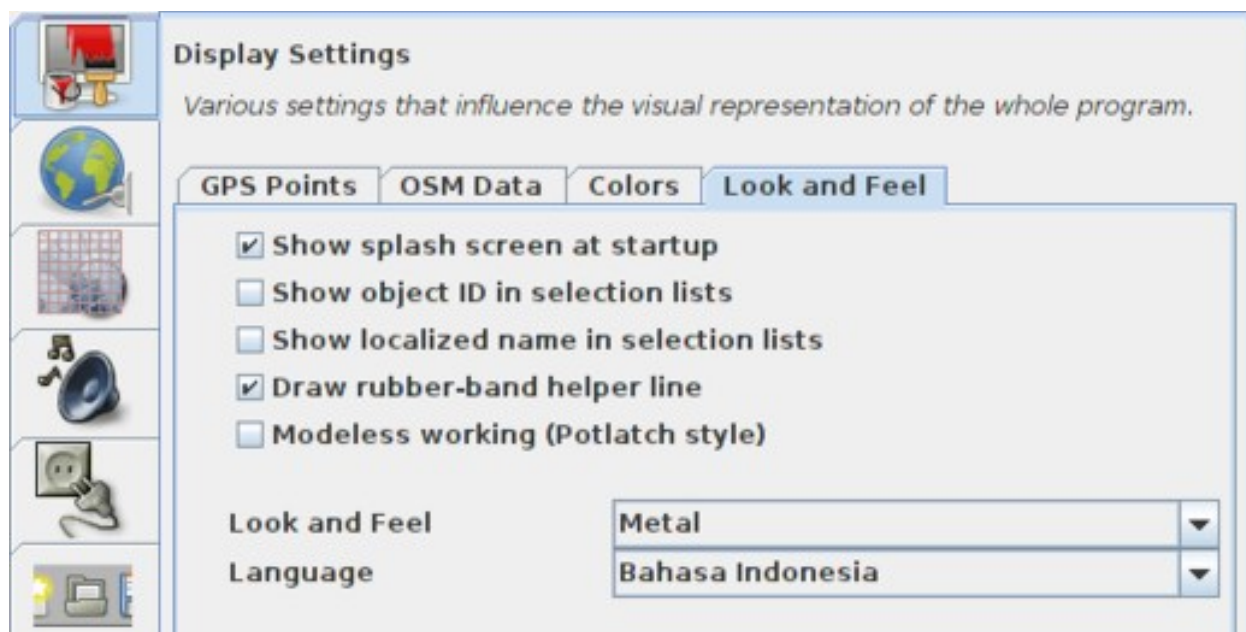 Display Settings
Various settings that influence the visual representation of the whole program.
GPS Points OSM Data Colors Look and Feel
Show splash screen at startup
Show object ID in selection lists
Show localized name in selection lists
Draw rubber-band helper line
Modeless working (Potlatch style)
Look and Feel Metal
Language Bahasa Indonesia